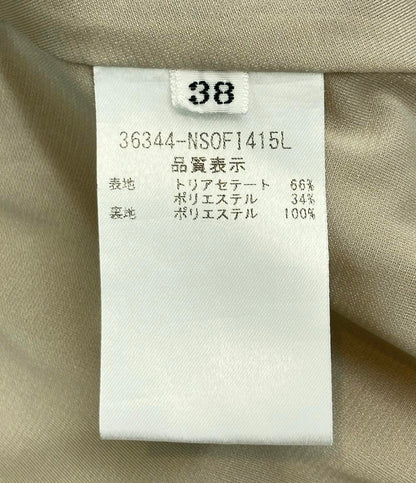 38
36344-NSOFI415L
品質表示
表地 トリアセテート 66%
ポリエステル 34%
裏地 ポリエステル 100%